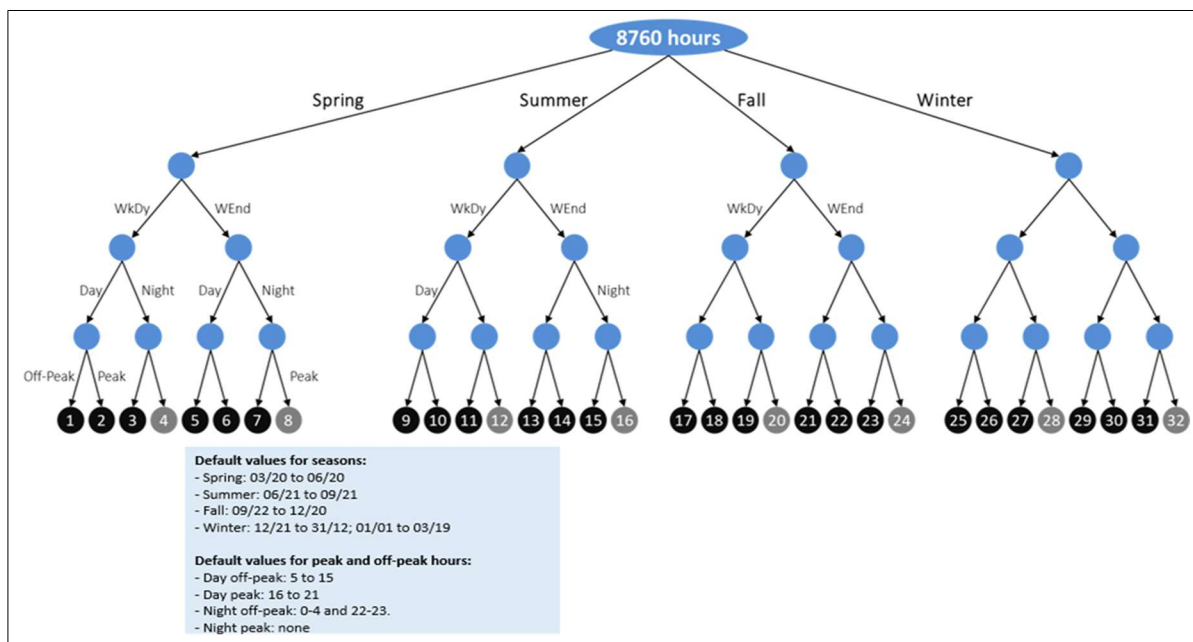 8760 hours
Spring
Summer
Fall
Winter
WkDy
WEnd
WkDy
WEnd
WkDy
WEnd
Day
Night
Day
Night
Day
Night
Off-Peak
Peak
Peak
1 2 3 4 5 6 7 8 9 10 11 12 13 14 15 16 17 18 19 20 21 22 23 24 25 26 27 28 29 30 31 32
Default values for seasons:
- Spring: 03/20 to 06/20
- Summer: 06/21 to 09/21
- Fall: 09/22 to 12/20
- Winter: 12/21 to 31/12; 01/01 to 03/19
Default values for peak and off-peak hours:
- Day off-peak: 5 to 15
- Day peak: 16 to 21
- Night off-peak: 0-4 and 22-23.
- Night peak: none